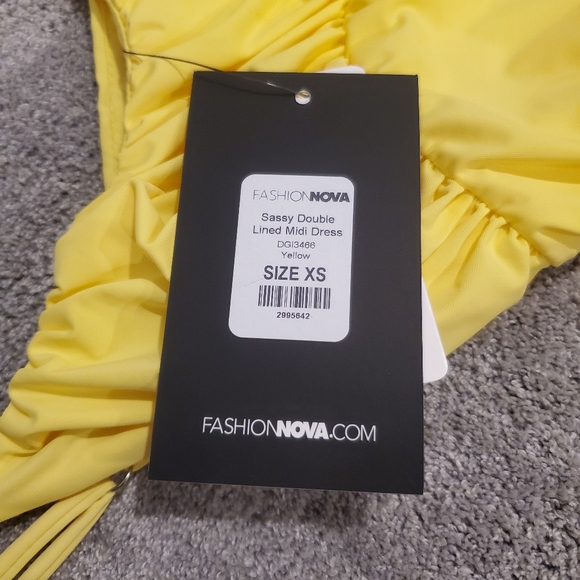 FASHIONNOVA
Sassy Double
Lined Midi Dress
DGI3466
Yellow
SIZE XS
2995642
FASHIONNOVA.COM